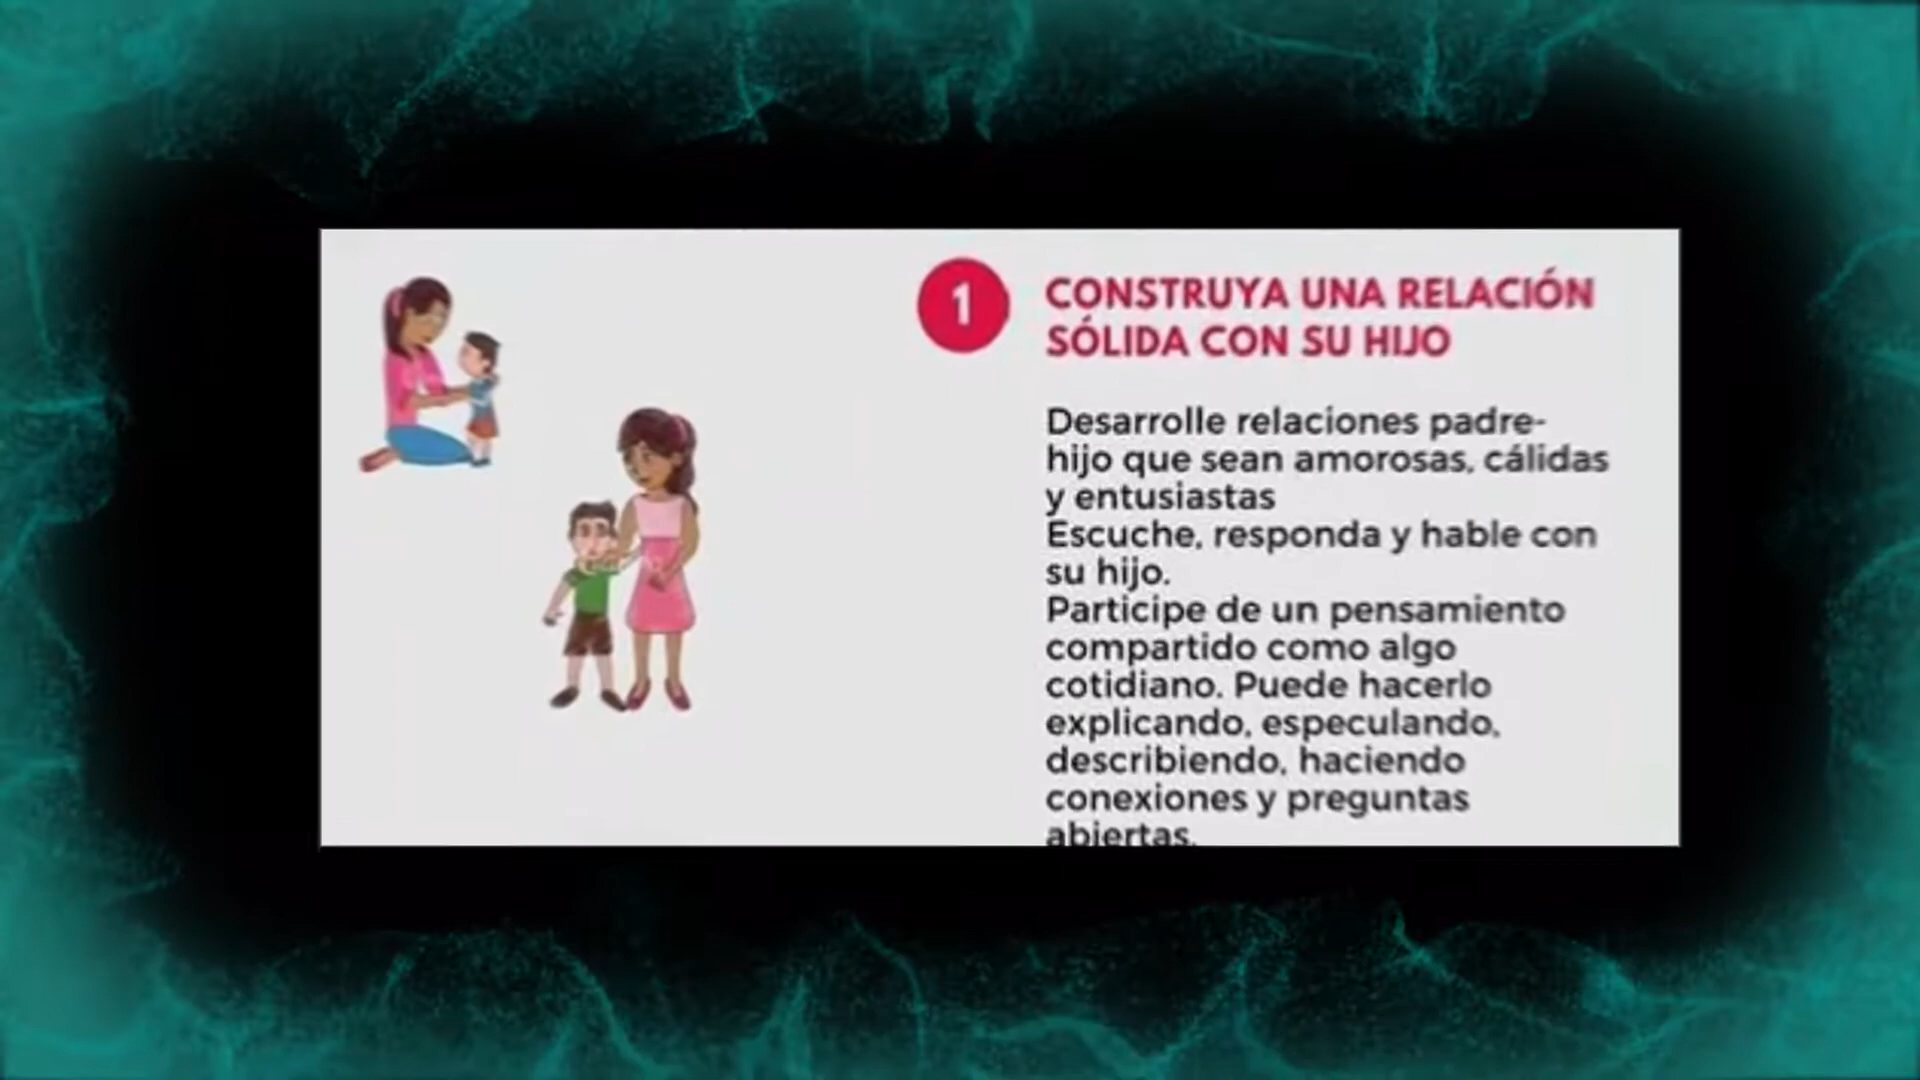 1
CONSTRUYA UNA RELACIÓN
SÓLIDA CON SU HIJO
Desarrolle relaciones padre-
hijo que sean amorosas, cálidas
y entusiastas
Escuche, responda y hable con
su hijo.
Participe de un pensamiento
compartido como algo
cotidiano. Puede hacerlo
explicando, especulando,
describiendo, haciendo
conexiones y preguntas
abiertas.